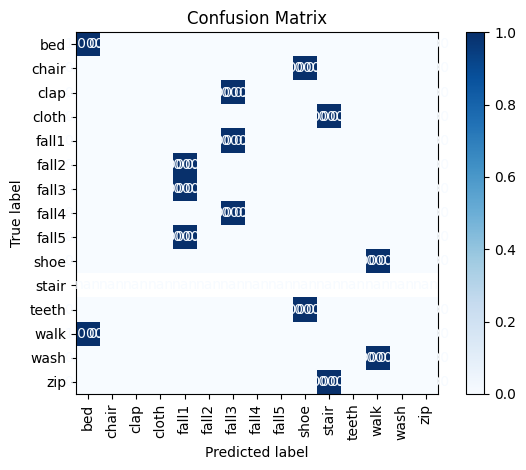 Confusion Matrix
bed
chair
clap
cloth
fall1
fall2
fall3
fall4
fall5
shoe
stair
teeth
walk
wash
zip
True label
bed
chair
clap
cloth
fall1
fall2
fall3
fall4
fall5
shoe
stair
teeth
walk
wash
zip
Predicted label
1.0
0.8
0.6
0.4
0.2
0.0